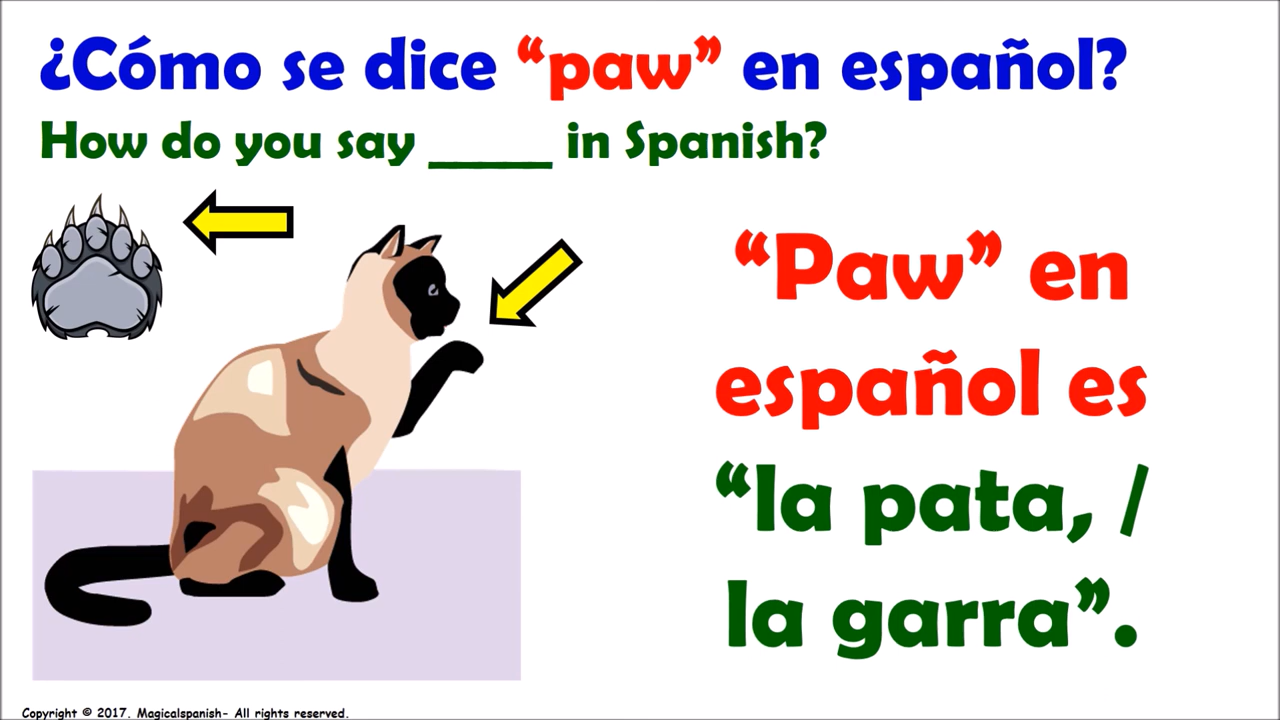 ¿Cómo se dice “paw” en español?
How do you say _____ in Spanish?
“Paw” en
español es
“la pata, /
la garra”.
Copyright © 2017. Magicalspanish- All rights reserved.